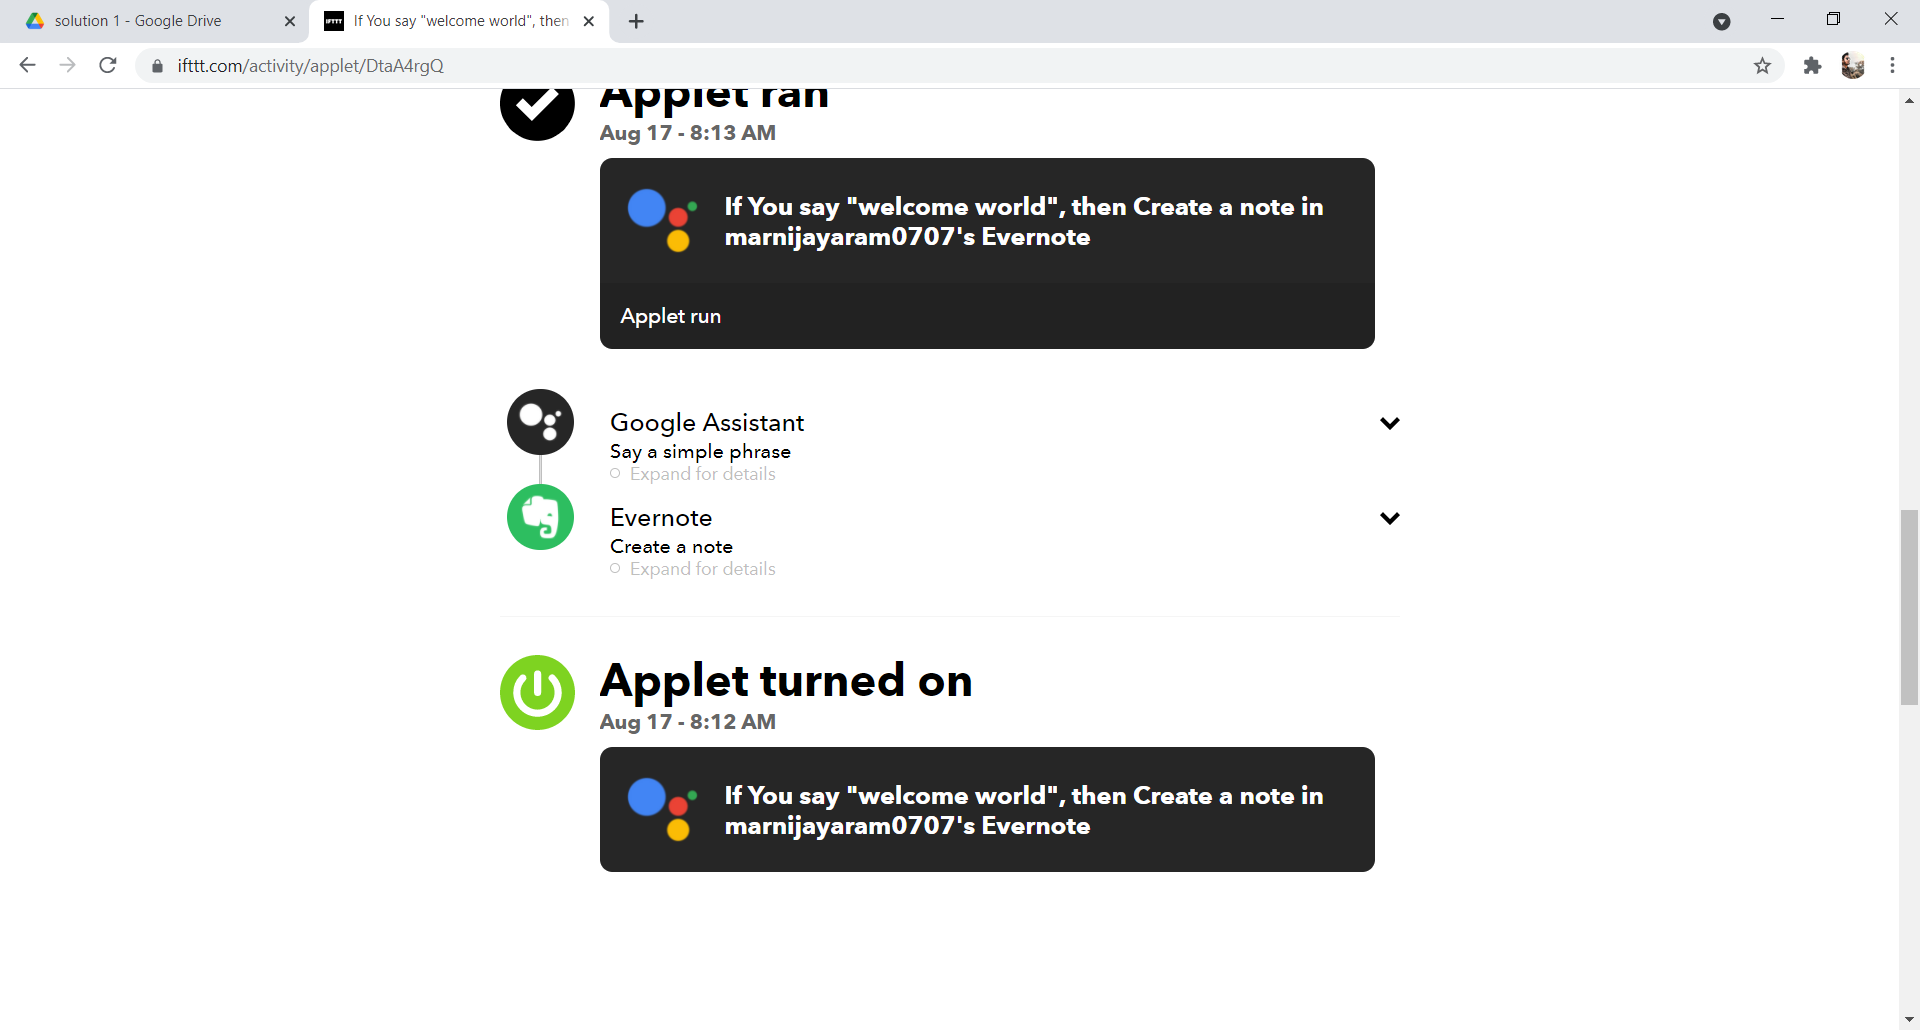 solution 1 - Google Drive
IFTTT If You say "welcome world", then
ifttt.com/activity/applet/DtaA4rgQ
Applet ran
Aug 17 - 8:13 AM
If You say "welcome world", then Create a note in
marnijayaram0707's Evernote
Applet run
Google Assistant
Say a simple phrase
Expand for details
Evernote
Create a note
Expand for details
Applet turned on
Aug 17 - 8:12 AM
If You say "welcome world", then Create a note in
marnijayaram0707's Evernote